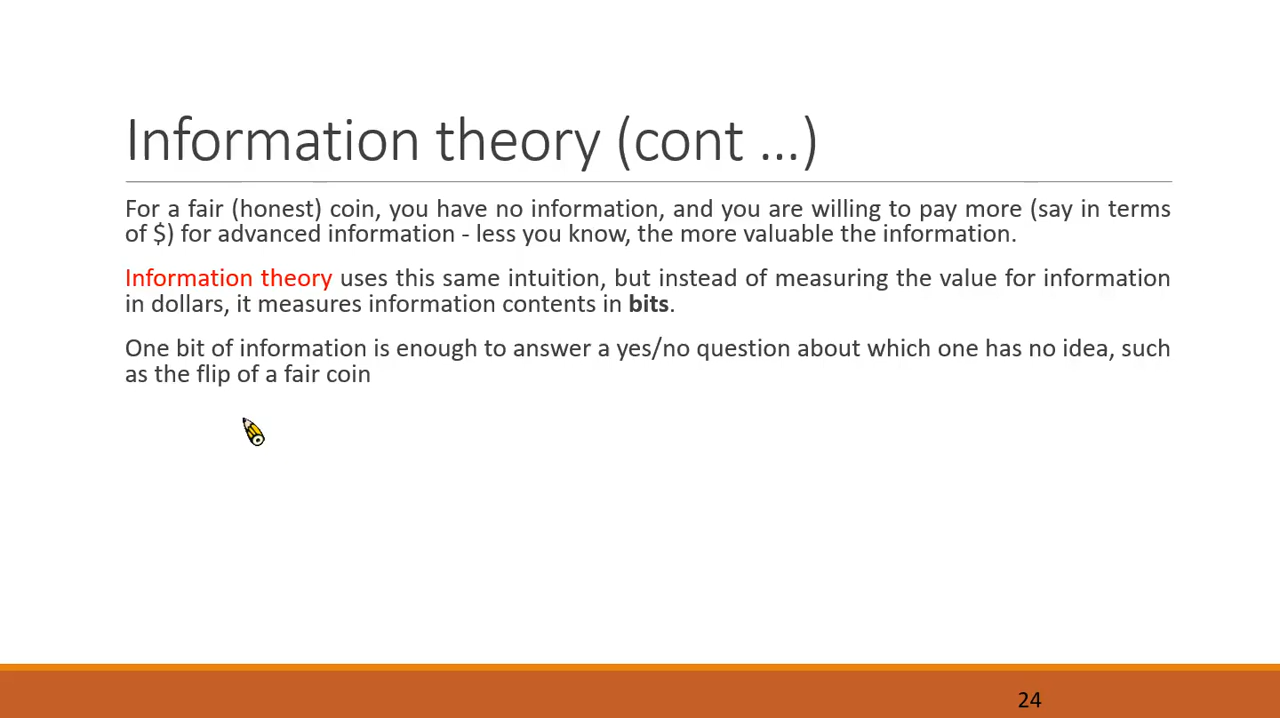 Information theory (cont ...)
For a fair (honest) coin, you have no information, and you are willing to pay more (say in terms
of $) for advanced information - less you know, the more valuable the information.
Information theory uses this same intuition, but instead of measuring the value for information
in dollars, it measures information contents in bits.
One bit of information is enough to answer a yes/no question about which one has no idea, such
as the flip of a fair coin
24